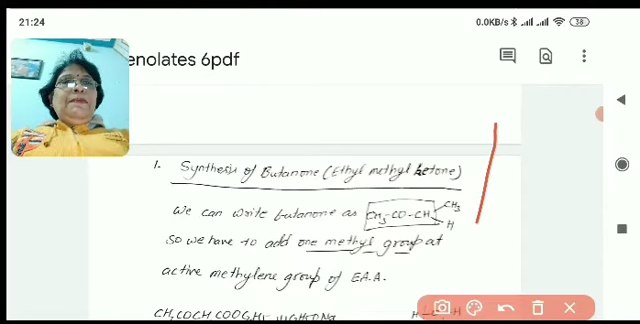 21:24
0.0KB/s
38
enolates 6pdf
1. Synthesis of Butanone (Ethyl methyl ketone)
We can write butanone as CH3-CO-CH
CH3
H
So we have to add one methyl group at
active methylene group of E.A.A.